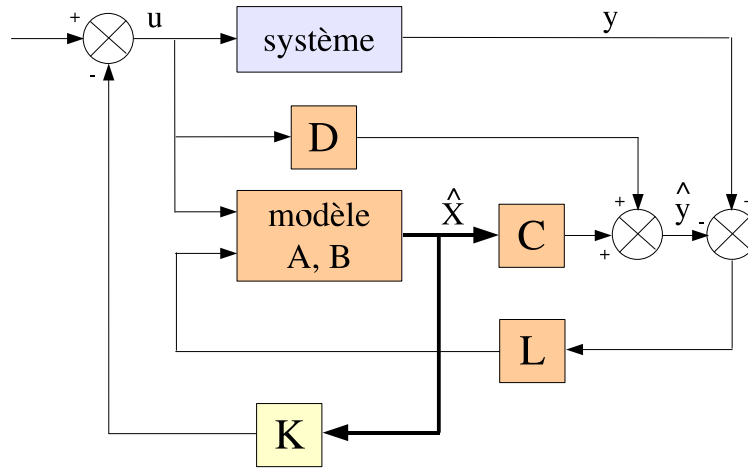 +
u
y
système
-
D
+
^
X
^
y
-
+
modèle
A, B
C
+
L
K